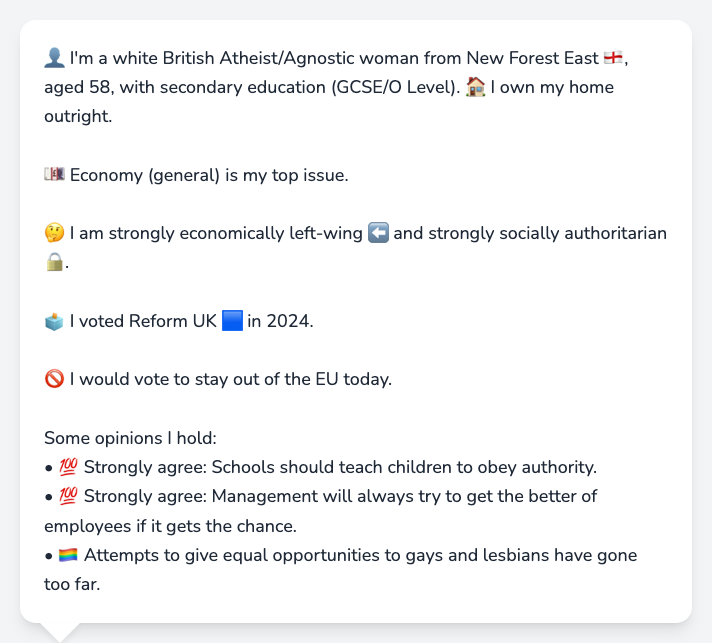 👤 I'm a white British Atheist/Agnostic woman from New Forest East 🏴󠁧󠁢󠁥󠁮󠁧󠁿,
aged 58, with secondary education (GCSE/O Level). 🏠 I own my home
outright.
💷 Economy (general) is my top issue.
🤔 I am strongly economically left-wing ⬅️ and strongly socially authoritarian
🔒.
🗳️ I voted Reform UK 🟦 in 2024.
🚫 I would vote to stay out of the EU today.
Some opinions I hold:
• 💯 Strongly agree: Schools should teach children to obey authority.
• 💯 Strongly agree: Management will always try to get the better of
employees if it gets the chance.
• 🏳️‍🌈 Attempts to give equal opportunities to gays and lesbians have gone
too far.